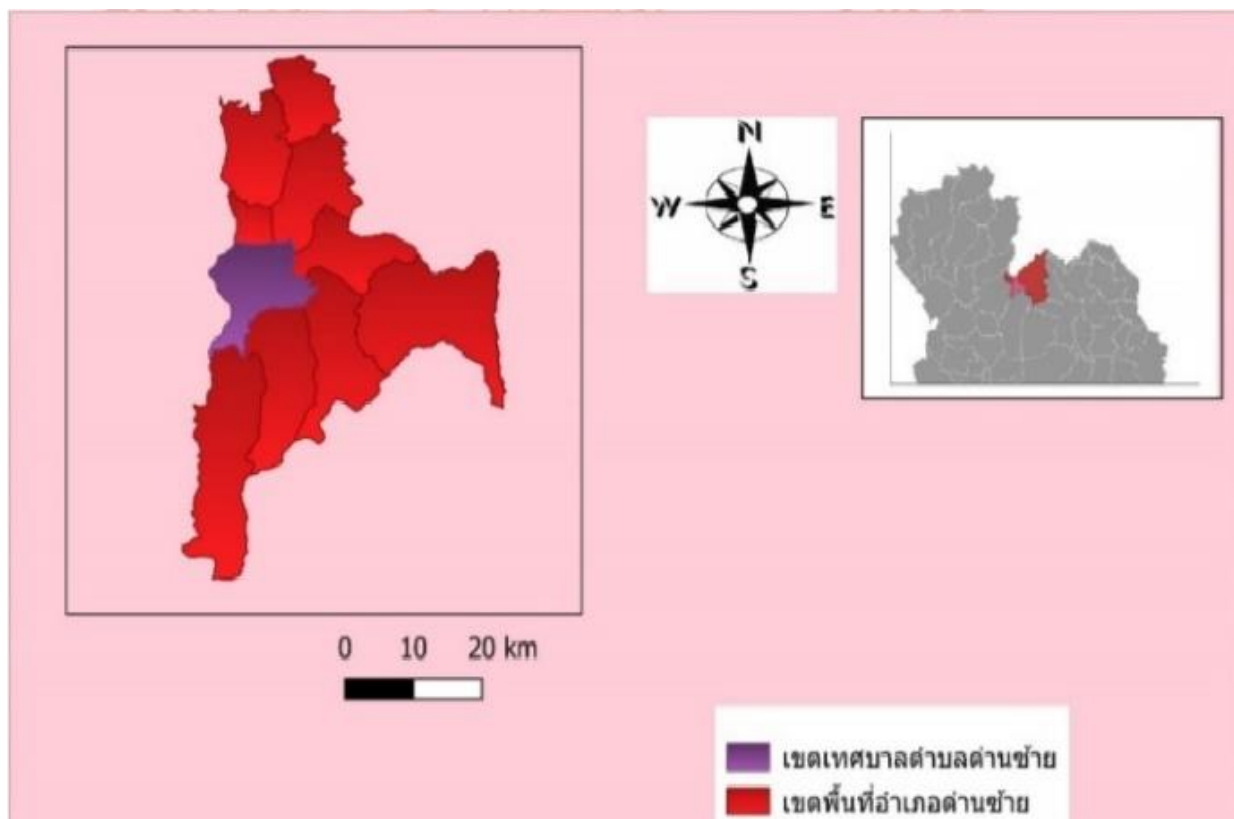 N
W E
S
0 10 20 km
เขตเทศบาลตำบลด่านซ้าย
เขตพื้นที่อำเภอด่านซ้าย